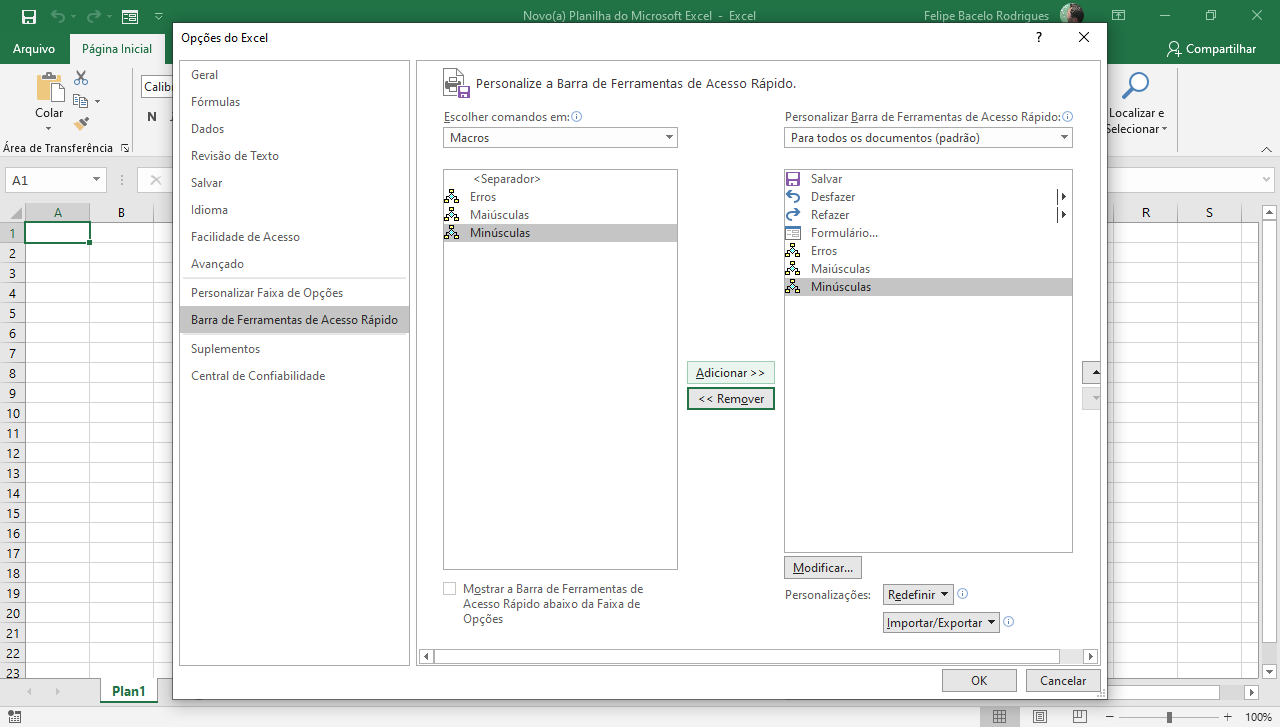 Novo(a) Planilha do Microsoft Excel - Excel
Felipe Bacelo Rodrigues
Arquivo
Página Inicial
Compartilhar
Opções do Excel
?
Colar
Calib
N
Área de Transferência
Localizar e
Selecionar
A1
Geral
Fórmulas
Dados
Revisão de Texto
Salvar
Idioma
Facilidade de Acesso
Avançado
Personalizar Faixa de Opções
Barra de Ferramentas de Acesso Rápido
Suplementos
Central de Confiabilidade
Personalize a Barra de Ferramentas de Acesso Rápido.
Escolher comandos em:
Macros
<Separador>
Erros
Maiúsculas
Minúsculas
Adicionar >>
<< Remover
Personalizar Barra de Ferramentas de Acesso Rápido:
Para todos os documentos (padrão)
Salvar
Desfazer
Refazer
Formulário...
Erros
Maiúsculas
Minúsculas
Modificar...
Personalizações:
Redefinir
Importar/Exportar
Mostrar a Barra de Ferramentas de
Acesso Rápido abaixo da Faixa de
Opções
OK
Cancelar
A B R S
1
2
3
4
5
6
7
8
9
10
11
12
13
14
15
16
17
18
19
20
21
22
23
Plan1
100%